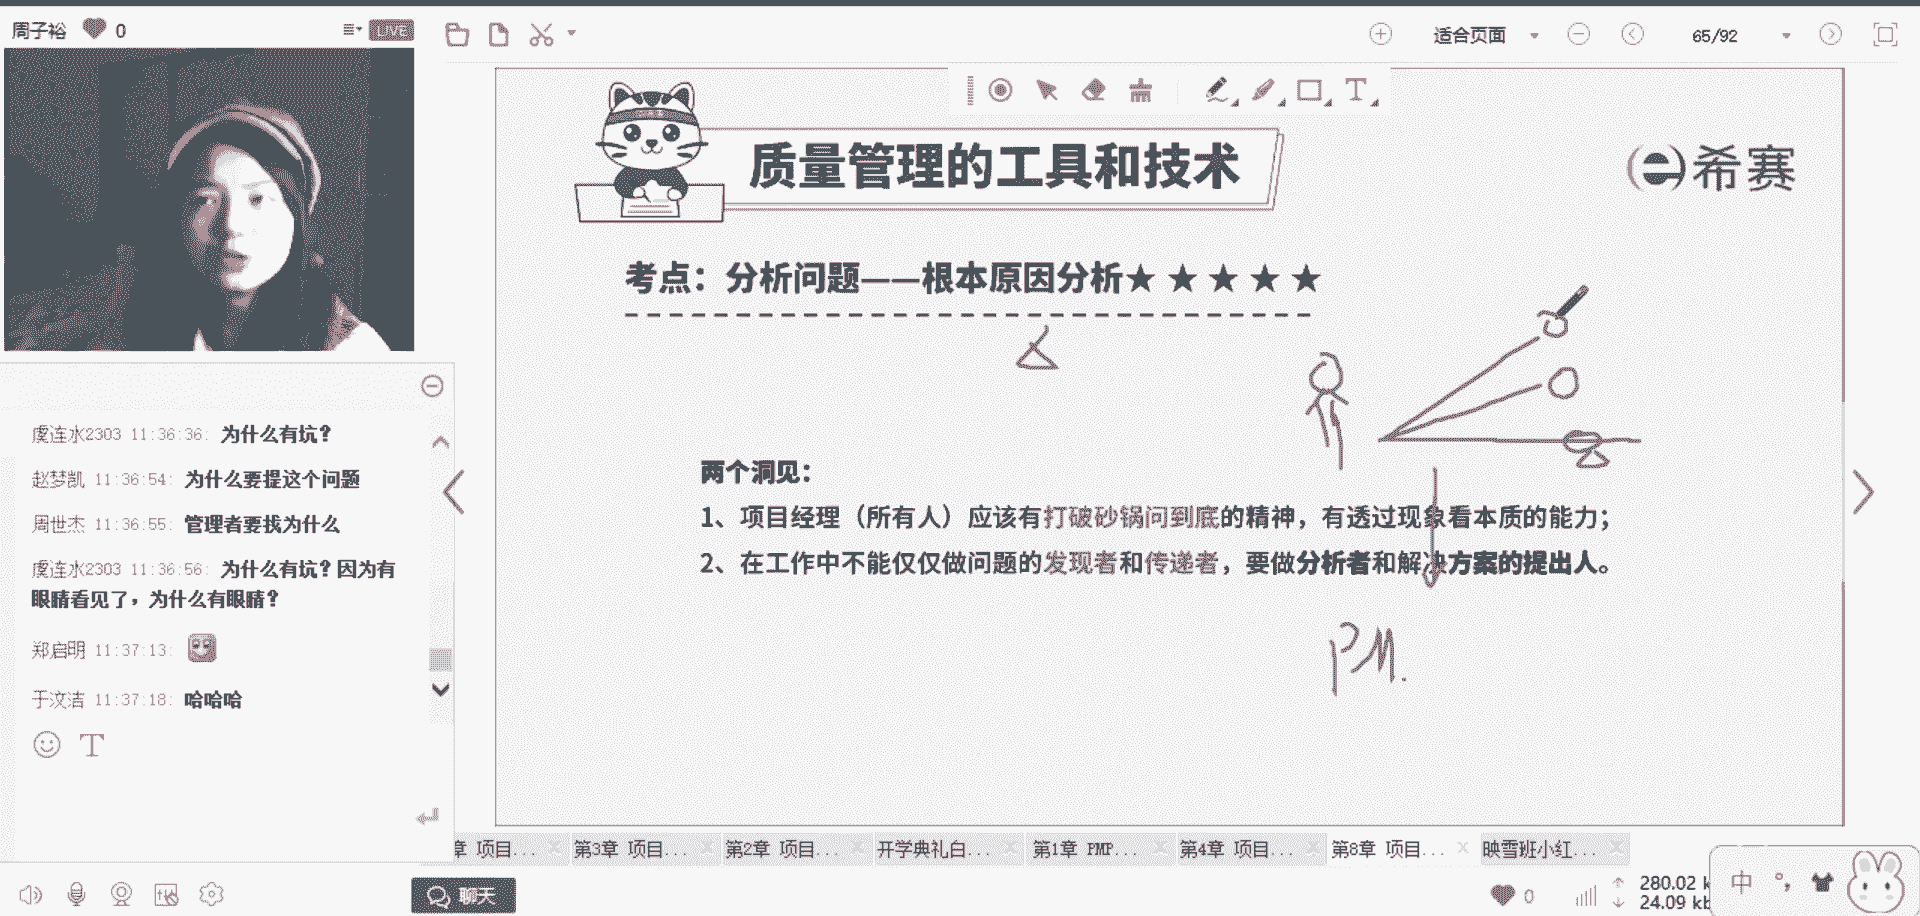 周子裕 0 LIVE
适合页面 65/92
质量管理的工具和技术
希赛
考点：分析问题——根本原因分析★★★★★
两个洞见：
1、项目经理（所有人）应该有打破砂锅问到底的精神，有透过现象看本质的能力；
2、在工作中不能仅仅做问题的发现者和传递者，要做分析者和解决方案的提出人。
PM.
虞连水2303 11:36:36: 为什么有坑？
赵梦凯 11:36:54: 为什么要提这个问题
周世杰 11:36:55: 管理者要找为什么
虞连水2303 11:36:56: 为什么有坑？因为有
眼睛看见了，为什么有眼睛？
郑启明 11:37:13:
于汶洁 11:37:18: 哈哈哈
章 项目... 第3章 项目... 第2章 项目... 开学典礼白... 第1章 PMP... 第4章 项目... 第8章 项目... 映雪班小红...
聊天
0
280.02 k
24.09 kb
中